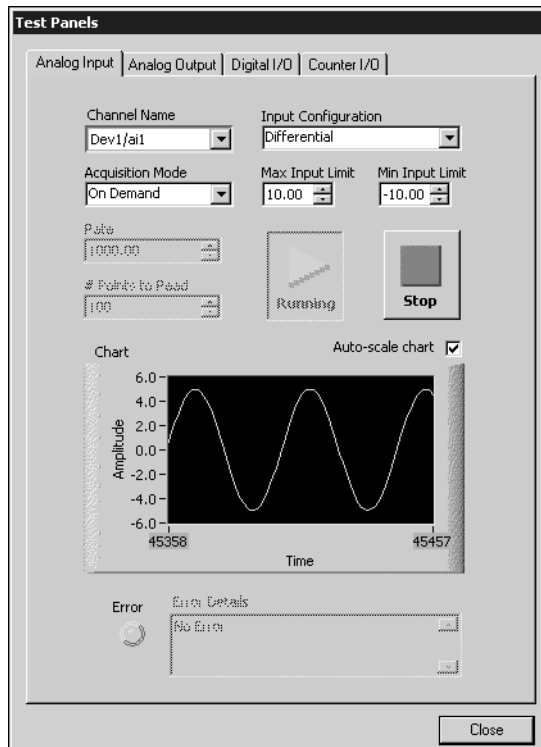 Test Panels
Analog Input Analog Output Digital I/O Counter I/O
Channel Name Input Configuration
Dev1/ai1 Differential
Acquisition Mode Max Input Limit Min Input Limit
On Demand 10.00 -10.00
Rate
1000.00
# Points to Read
100
Running Stop
Chart Auto-scale chart
6.0
4.0
2.0
0.0
-2.0
-4.0
-6.0
Amplitude
45358 45457
Time
Error Error Details
No Error
Close